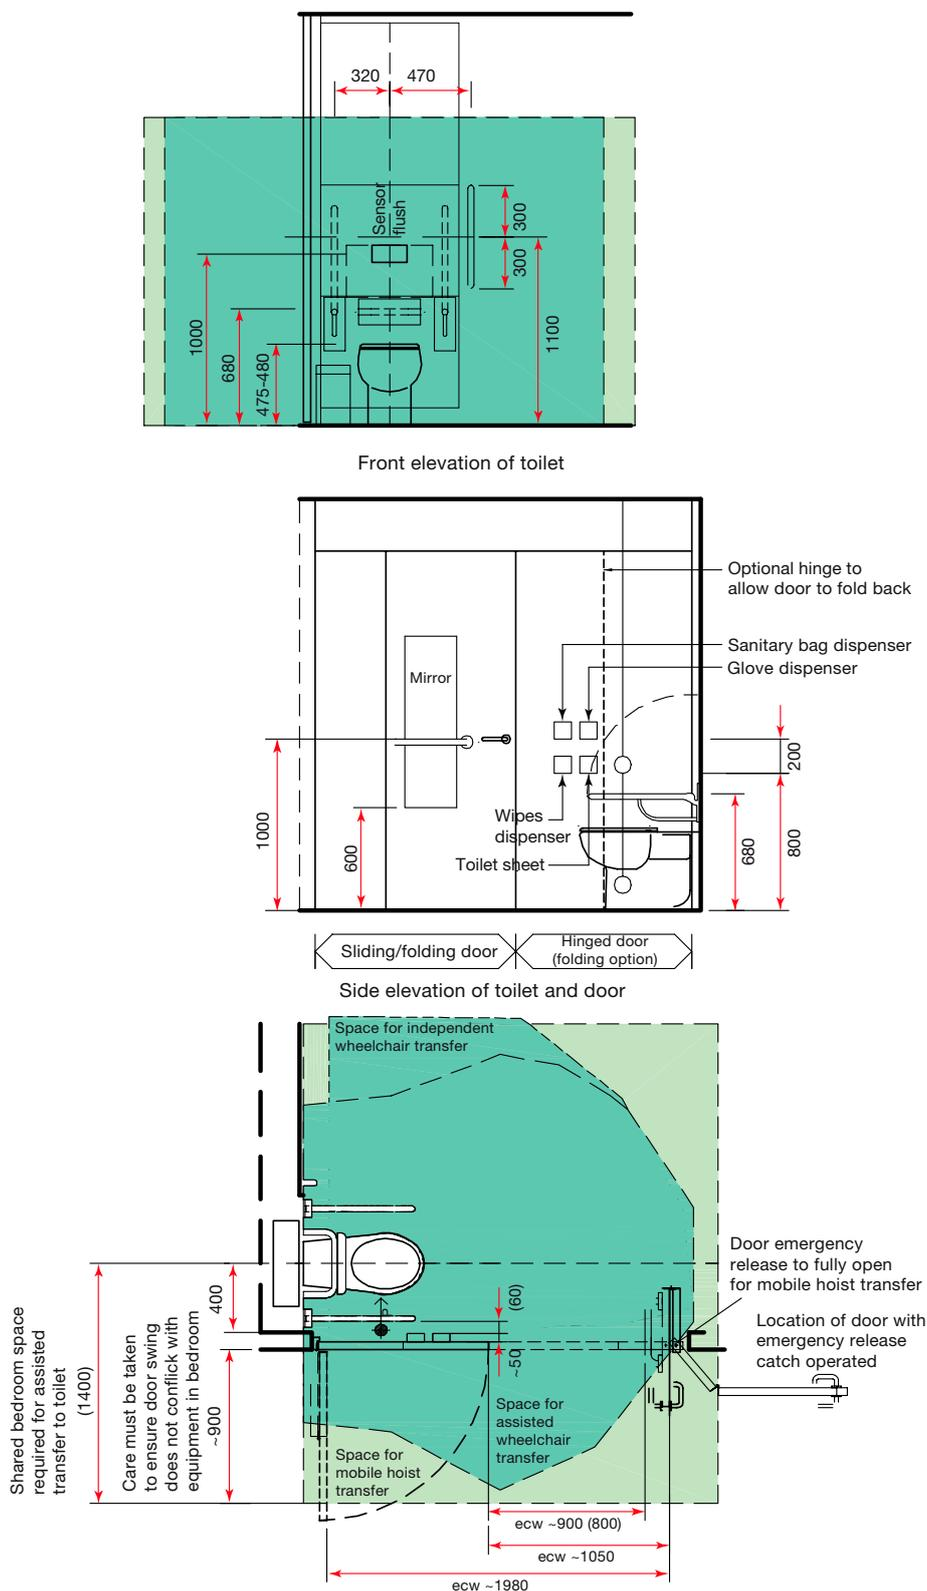 320
470
Sensor
flush
300
300
1000
680
475-480
1100
Front elevation of toilet
Optional hinge to
allow door to fold back
Sanitary bag dispenser
Glove dispenser
Mirror
200
1000
600
Wipes
dispenser
Toilet sheet
680
800
Sliding/folding door
Hinged door
(folding option)
Side elevation of toilet and door
Space for independent
wheelchair transfer
Door emergency
release to fully open
for mobile hoist transfer
Location of door with
emergency release
catch operated
400
(60)
~50
Shared bedroom space
required for assisted
transfer to toilet
(1400)
Care must be taken
to ensure door swing
does not conflick with
equipment in bedroom
~900
Space for
assisted
wheelchair
transfer
Space for
mobile hoist
transfer
ecw ~900 (800)
ecw ~1050
ecw ~1980